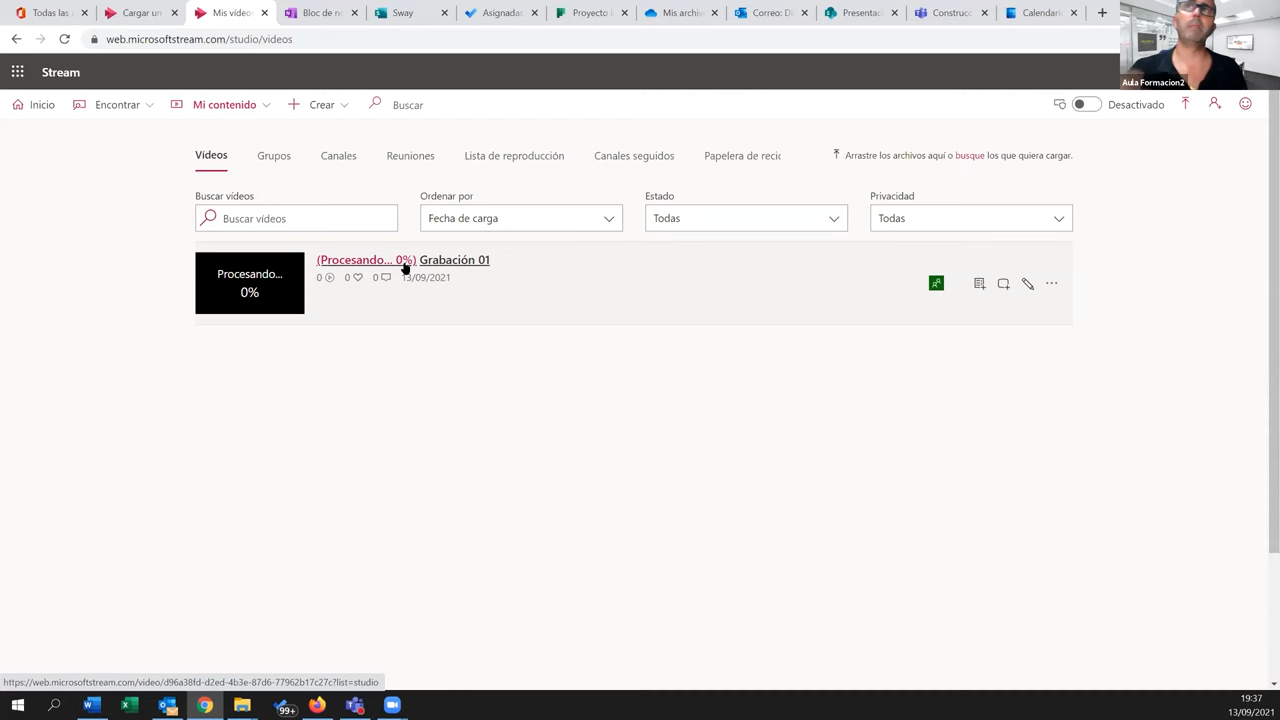 Todas las
Cargar un
Mis vídeos
Bloc de no
Sway
Asignadas
Proyecto
Mis archiv
Correo: D
Presentac
Construcc
Calendari
web.microsoftstream.com/studio/videos
Stream
Aula Formacion2
Inicio
Encontrar
Mi contenido
Crear
Buscar
Desactivado
Vídeos
Grupos
Canales
Reuniones
Lista de reproducción
Canales seguidos
Papelera de recic
Arrastre los archivos aquí o busque los que quiera cargar.
Buscar vídeos
Ordenar por
Estado
Privacidad
Buscar vídeos
Fecha de carga
Todas
Todas
Procesando...
0%
(Procesando... 0%) Grabación 01
0 0 0 13/09/2021
https://web.microsoftstream.com/video/d96a38fd-d2ed-4b3e-87d6-77962b17c27c?list=studio
99+
19:37
13/09/2021